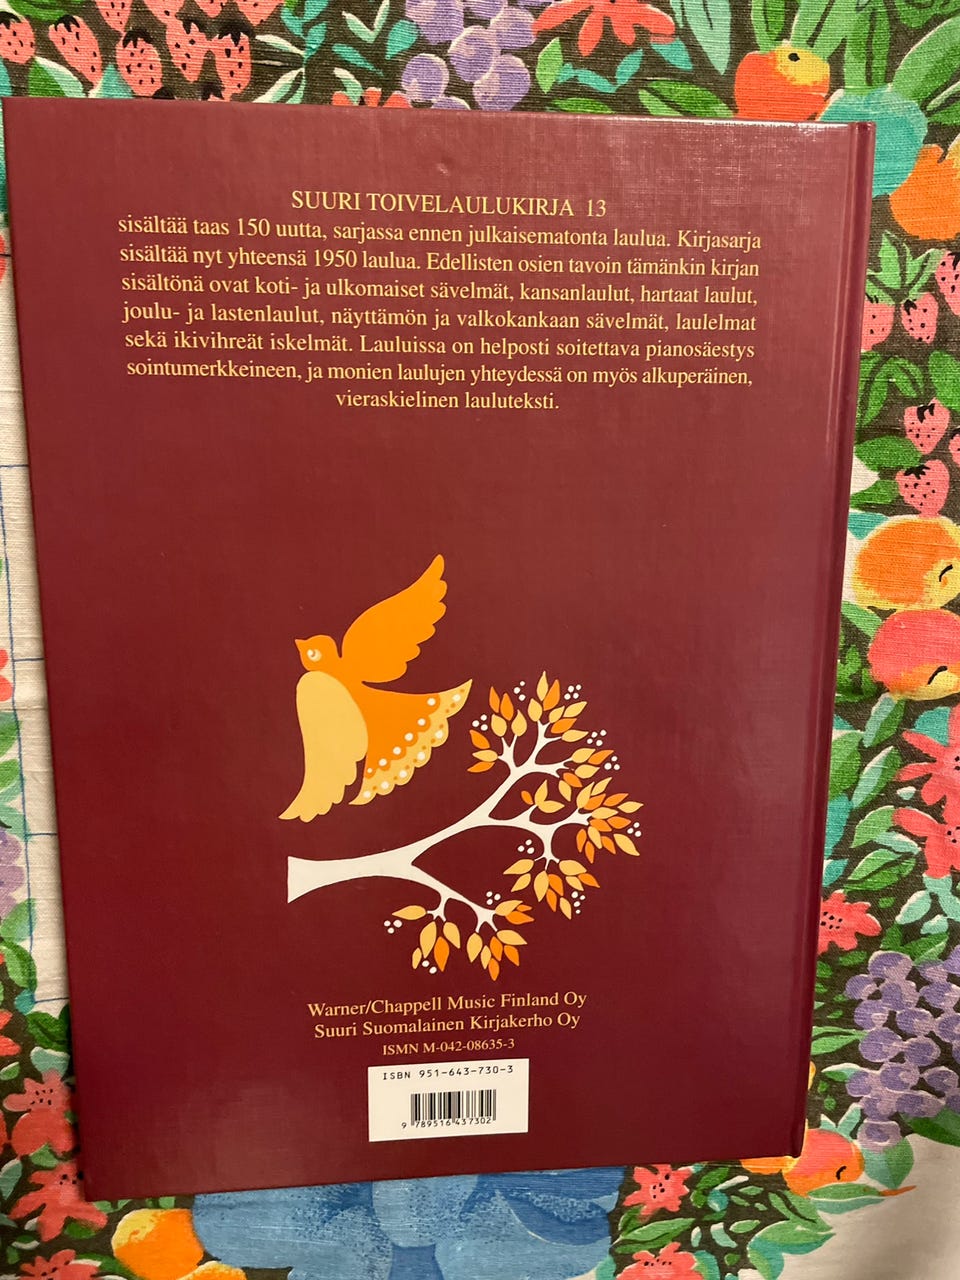 SUURI TOIVELAULUKIRJA 13
sisältää taas 150 uutta, sarjassa ennen julkaisematonta laulua. Kirjasarja
sisältää nyt yhteensä 1950 laulua. Edellisten osien tavoin tämänkin kirjan
sisältönä ovat koti- ja ulkomaiset sävelmät, kansanlaulut, hartaat laulut,
joulu- ja lastenlaulut, näyttämön ja valkokankaan sävelmät, laulelmat
sekä ikivihreät iskelmät. Lauluissa on helposti soitettava pianosäestys
sointumerkkeineen, ja monien laulujen yhteydessä on myös alkuperäinen,
vieraskielinen lauluteksti.
Warner/Chappell Music Finland Oy
Suuri Suomalainen Kirjakerho Oy
ISMN M-042-08635-3
ISBN 951-643-730-3
9 789516 437302